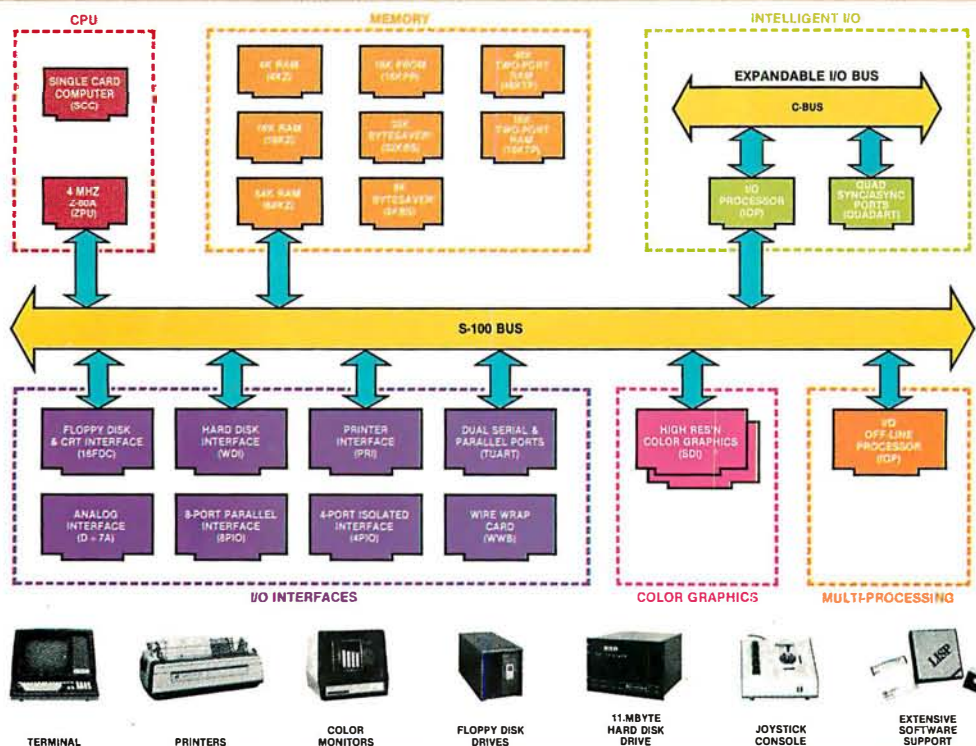 CPU
MEMORY
INTELLIGENT I/O
SINGLE CARD
COMPUTER
(SCC)
4 MHZ
Z-80A
(ZPU)
4K RAM
(4KZ)
16K PROM
(16KPR)
TWO-PORT
RAM
16K RAM
(16KZ)
32K
BYTESAVER
(32KBS)
16K
TWO-PORT
RAM
(16KTP)
64K RAM
(64KZ)
8K
BYTESAVER
(8KBS)
EXPANDABLE I/O BUS
C-BUS
I/O
PROCESSOR
(IOP)
QUAD
SYNC/ASYNC
PORTS
(QUADART)
S-100 BUS
FLOPPY DISK
& CRT INTERFACE
(16FDC)
HARD DISK
INTERFACE
(WDI)
PRINTER
INTERFACE
(PRI)
DUAL SERIAL &
PARALLEL PORTS
(TUART)
HIGH RES'N
COLOR GRAPHICS
(SDI)
I/O
OFF-LINE
PROCESSOR
(IOP)
ANALOG
INTERFACE
(D + 7A)
8-PORT PARALLEL
INTERFACE
(8PIO)
4-PORT ISOLATED
INTERFACE
(4PIO)
WIRE WRAP
CARD
(WWB)
I/O INTERFACES
COLOR GRAPHICS
MULTI-PROCESSING
LISP
TERMINAL
PRINTERS
COLOR
MONITORS
FLOPPY DISK
DRIVES
11-MBYTE
HARD DISK
DRIVE
JOYSTICK
CONSOLE
EXTENSIVE
SOFTWARE
SUPPORT